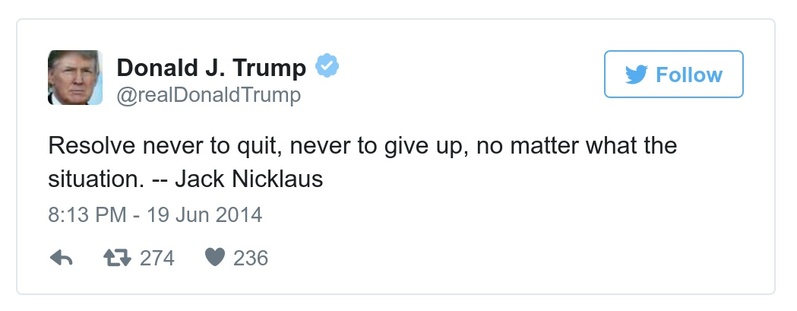 Donald J. Trump
@realDonaldTrump
Follow
Resolve never to quit, never to give up, no matter what the
situation. -- Jack Nicklaus
8:13 PM - 19 Jun 2014
274 236